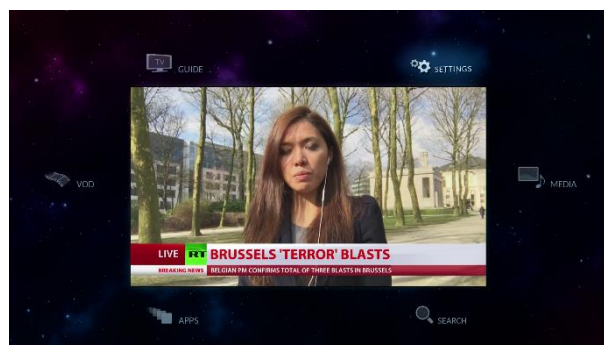 TV GUIDE
SETTINGS
VOD
MEDIA
LIVE RT BRUSSELS 'TERROR' BLASTS
BREAKING NEWS BELGIAN PM CONFIRMS TOTAL OF THREE BLASTS IN BRUSSELS
APPS
SEARCH